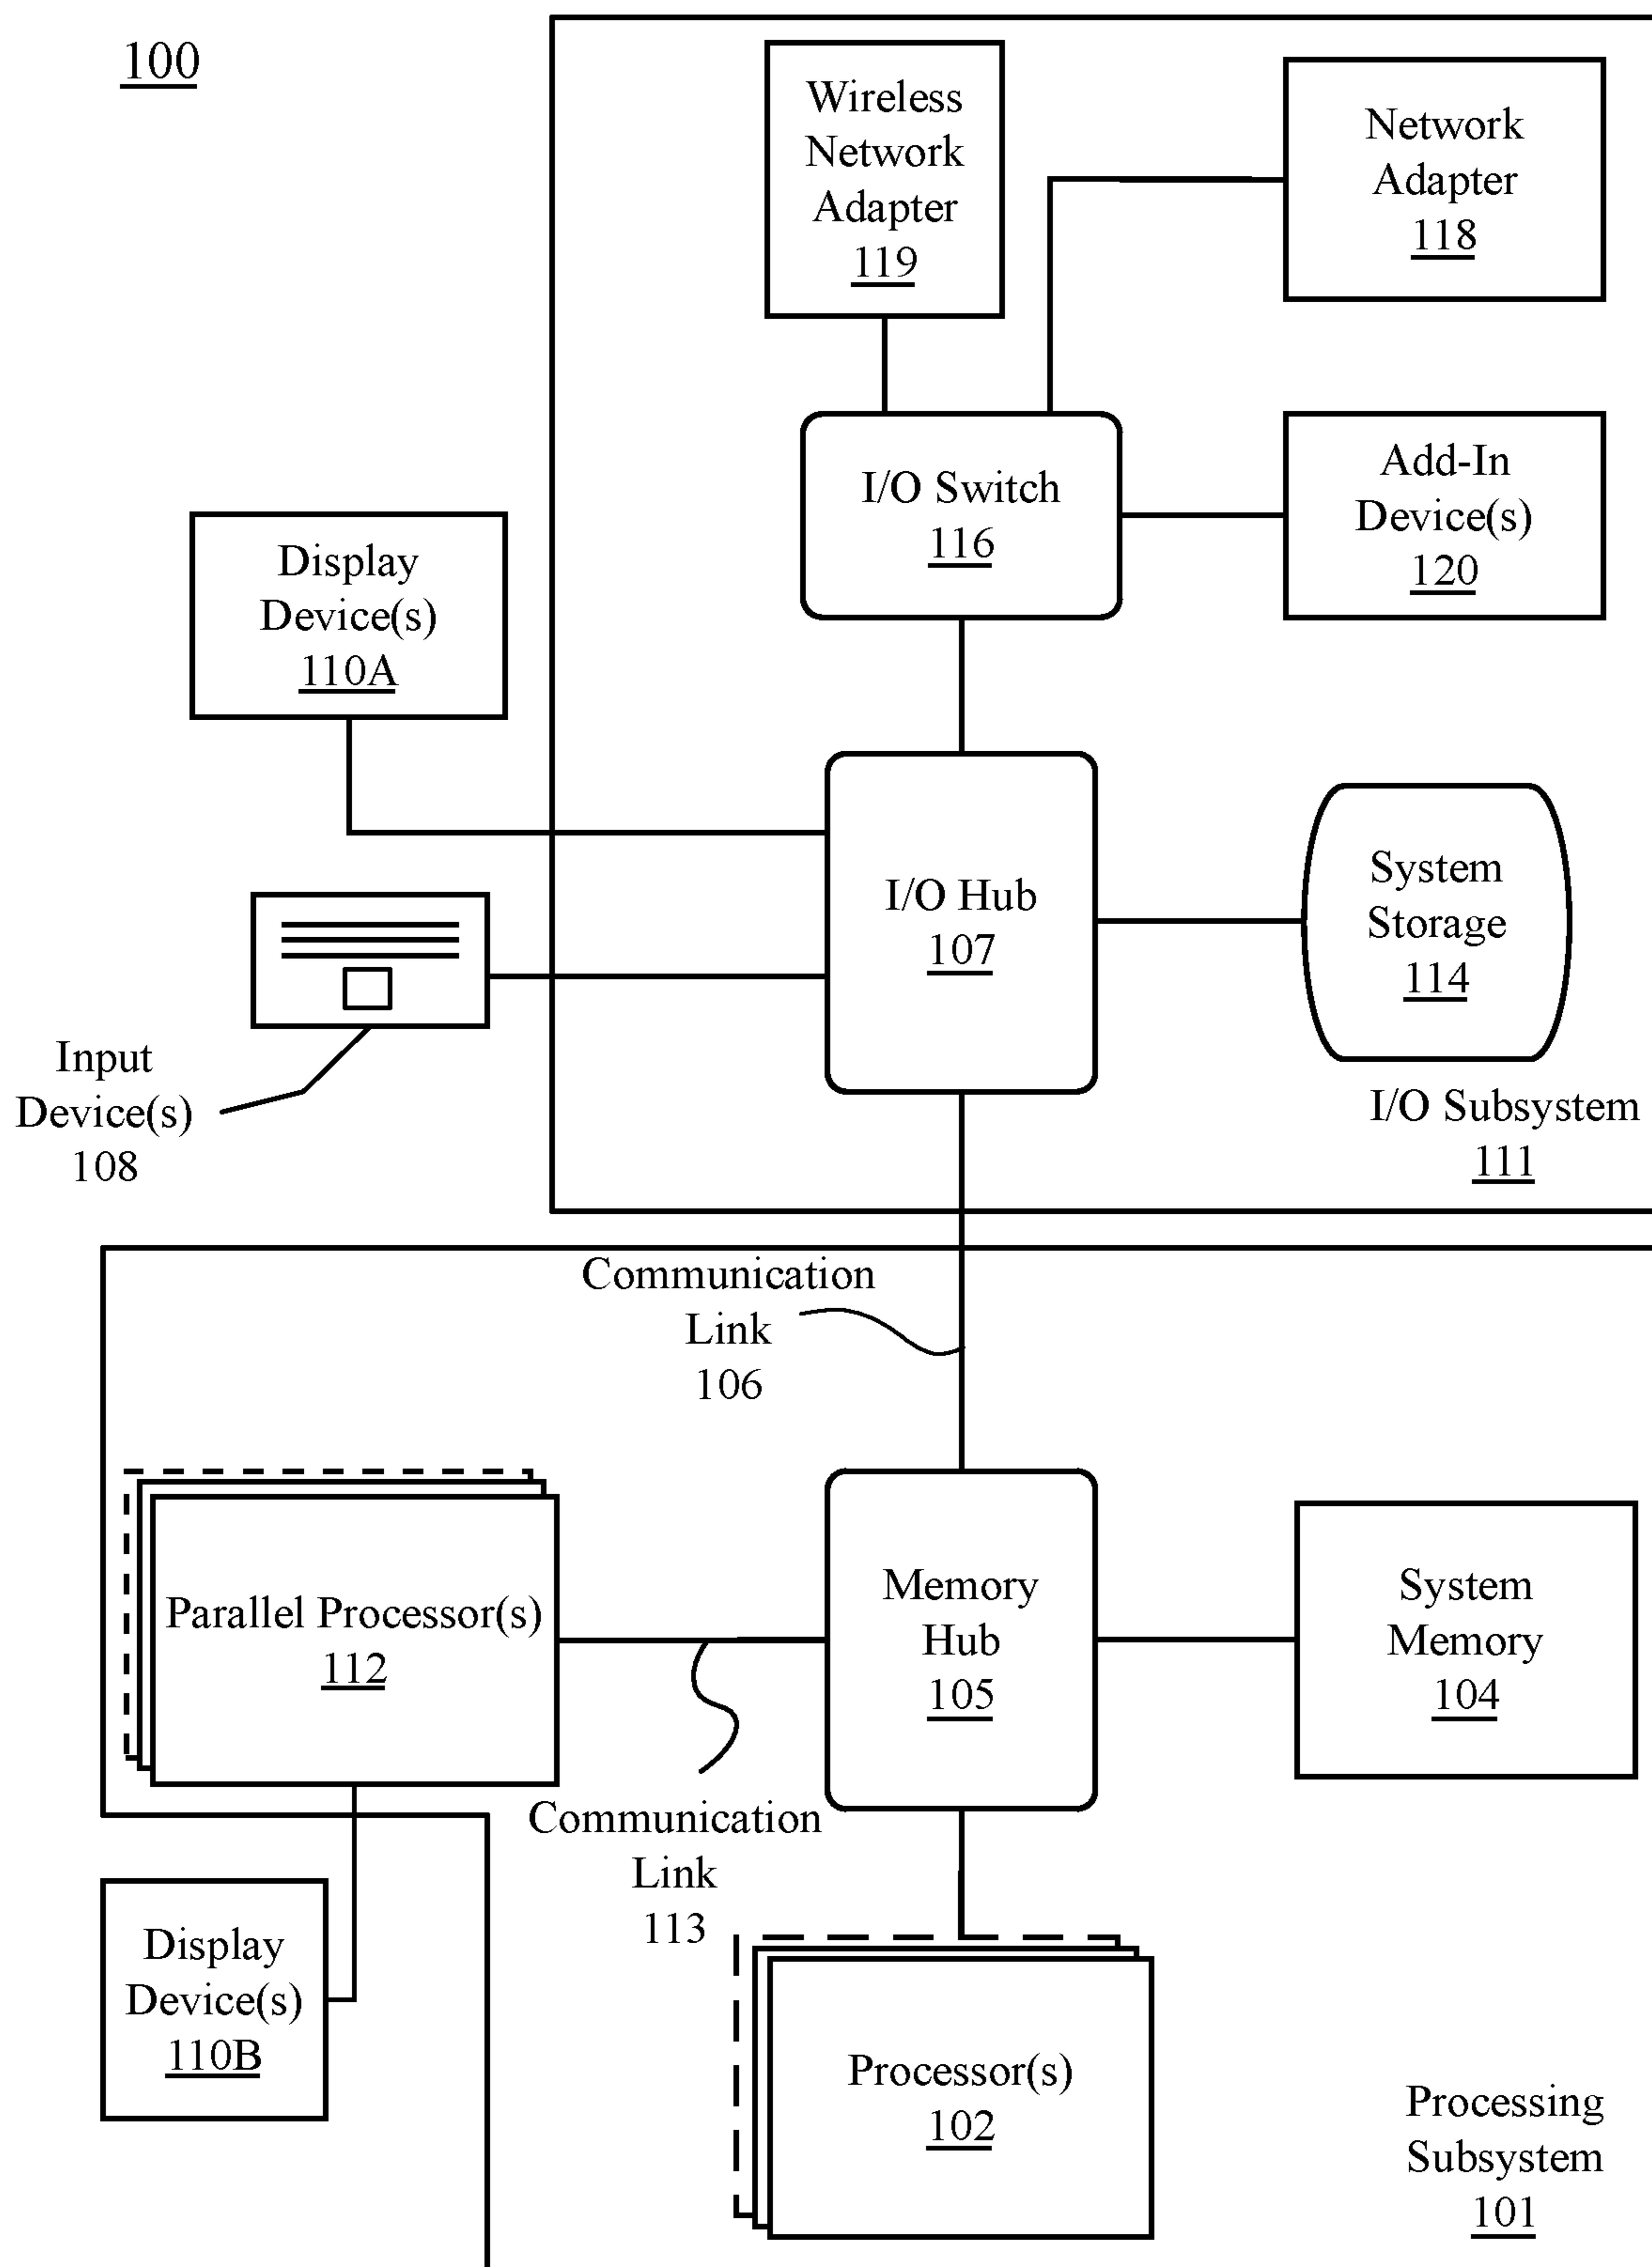 100
Wireless
Network
Adapter
119
Network
Adapter
118
I/O Switch
116
Add-In
Device(s)
120
Display
Device(s)
110A
I/O Hub
107
System
Storage
114
Input
Device(s)
108
I/O Subsystem
111
Communication
Link
106
Parallel Processor(s)
112
Memory
Hub
105
System
Memory
104
Communication
Link
113
Display
Device(s)
110B
Processor(s)
102
Processing
Subsystem
101